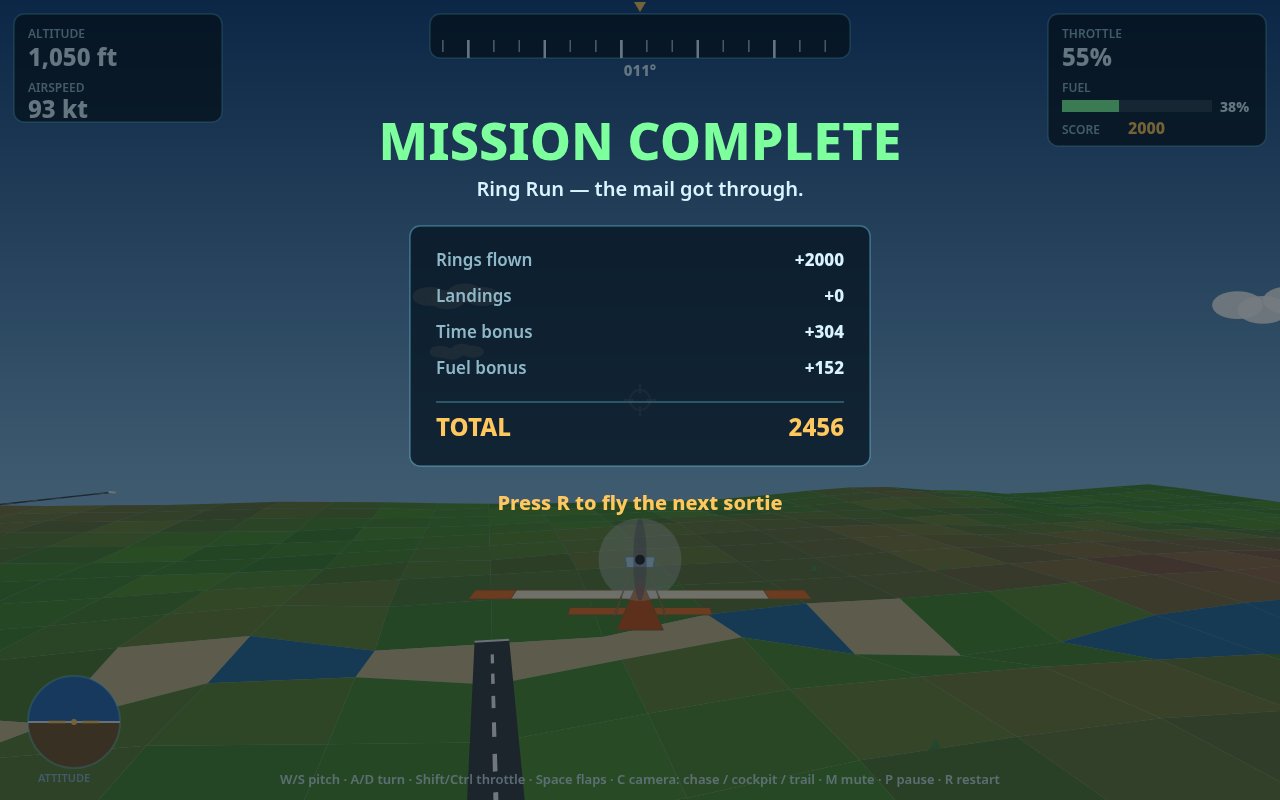 ALTITUDE
1,050 ft
AIRSPEED
93 kt
011°
THROTTLE
55%
FUEL
38%
SCORE 2000
MISSION COMPLETE
Ring Run — the mail got through.
Rings flown +2000
Landings +0
Time bonus +304
Fuel bonus +152
TOTAL 2456
Press R to fly the next sortie
ATTITUDE
W/S pitch · A/D turn · Shift/Ctrl throttle · Space flaps · C camera: chase / cockpit / trail · M mute · P pause · R restart